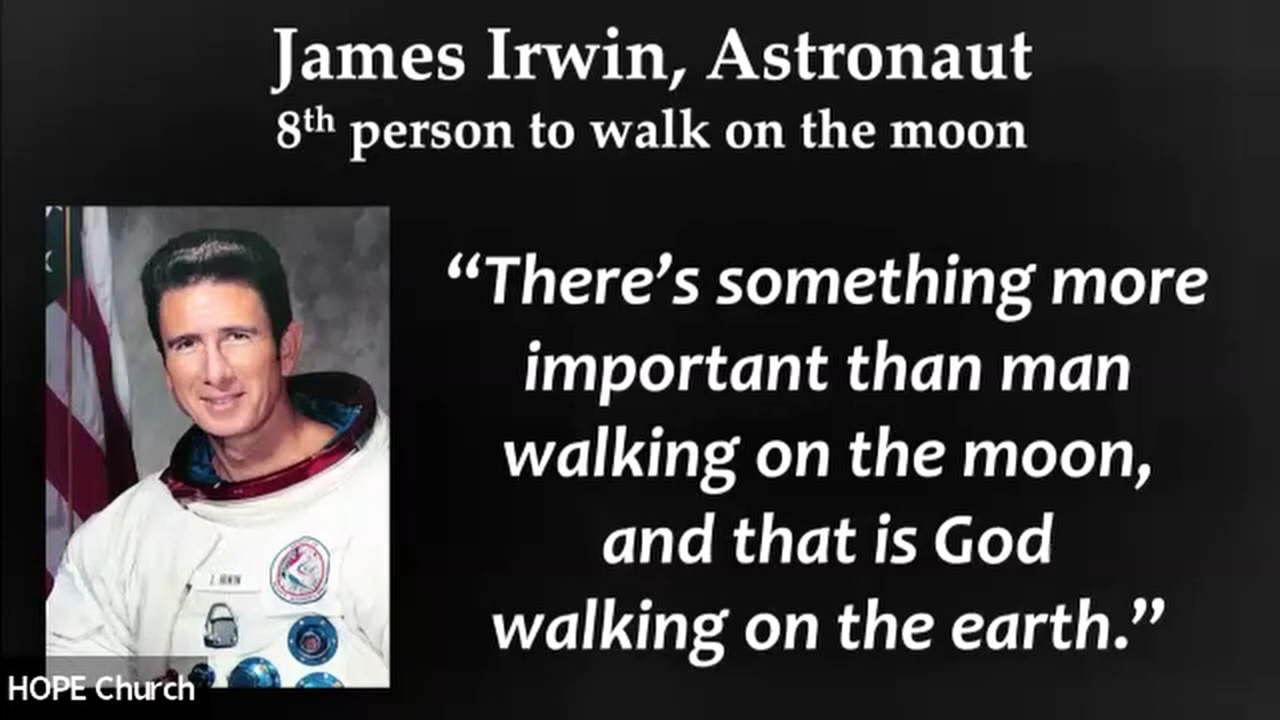 James Irwin, Astronaut
8th person to walk on the moon
“There’s something more
important than man
walking on the moon,
and that is God
walking on the earth.”
J. IRWIN
HOPE Church